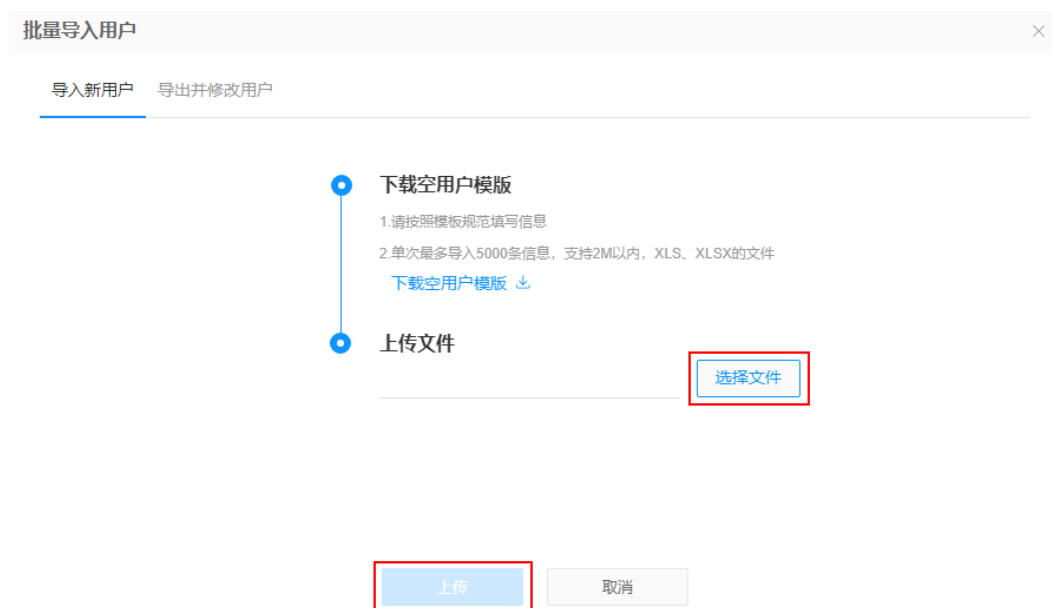 批量导入用户
导入新用户 导出并修改用户
下载空用户模版
1.请按照模板规范填写信息
2.单次最多导入5000条信息，支持2M以内，XLS、XLSX的文件
下载空用户模版
上传文件
选择文件
上传 取消